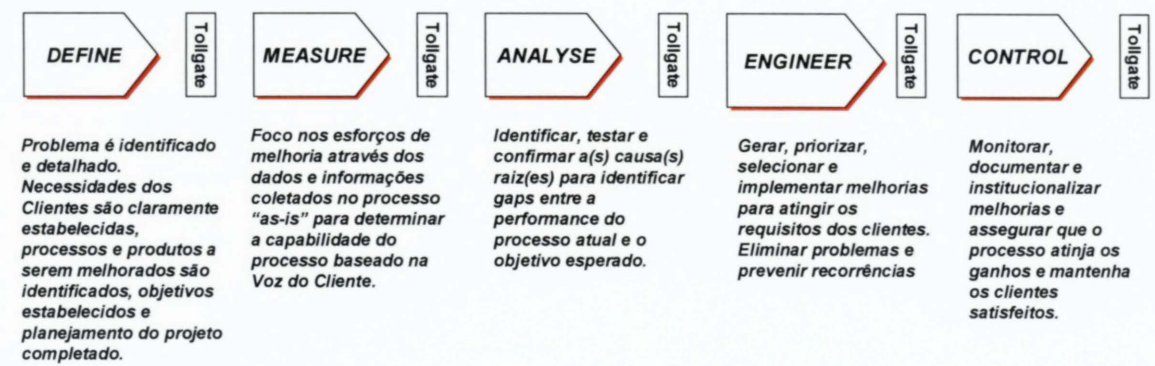 DEFINE
Tollgate
MEASURE
Tollgate
ANALYSE
Tollgate
ENGINEER
Tollgate
CONTROL
Tollgate
Problema é identificado
e detalhado.
Necessidades dos
Clientes são claramente
estabelecidas,
processos e produtos a
serem melhorados são
identificados, objetivos
estabelecidos e
planejamento do projeto
completado.
Foco nos esforços de
melhoria através dos
dados e informações
coletados no processo
“as-is” para determinar
a capabilidade do
processo baseado na
Voz do Cliente.
Identificar, testar e
confirmar a(s) causa(s)
raiz(es) para identificar
gaps entre a
performance do
processo atual e o
objetivo esperado.
Gerar, priorizar,
selecionar e
implementar melhorias
para atingir os
requisitos dos clientes.
Eliminar problemas e
prevenir recorrências
Monitorar,
documentar e
institucionalizar
melhorias e
assegurar que o
processo atinja os
ganhos e mantenha
os clientes
satisfeitos.